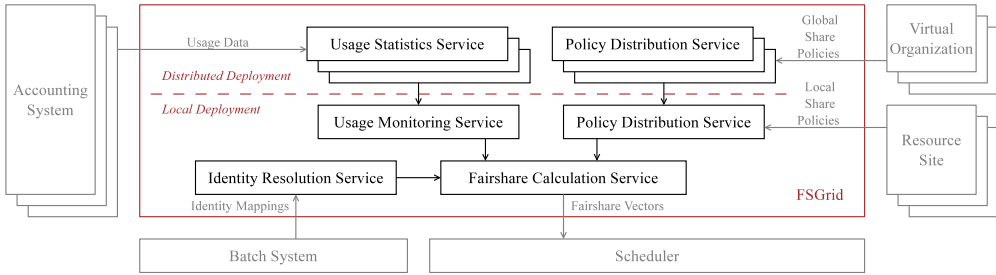 Usage Data
Usage Statistics Service
Policy Distribution Service
Global
Share
Policies
Virtual
Organization
Accounting
System
Distributed Deployment
Local Deployment
Local
Share
Policies
Usage Monitoring Service
Policy Distribution Service
Resource
Site
Identity Resolution Service
Fairshare Calculation Service
FSGrid
Identity Mappings
Fairshare Vectors
Batch System
Scheduler